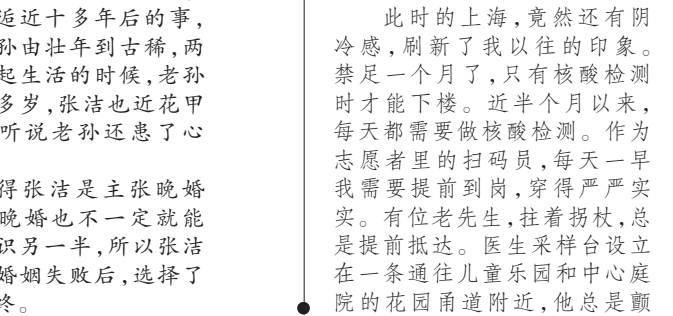 近近十多年后的事，
孙由壮年到古稀，两
起生活的时候，老孙
多岁，张洁也近花甲
听说老孙还患了心
得张洁是主张晚婚
晚婚也不一定就能
识另一半，所以张洁
婚姻失败后，选择了
终。
此时的上海，竟然还有阴
冷感，刷新了我以往的印象。
禁足一个月了，只有核酸检测
时才能下楼。近半个月以来，
每天都需要做核酸检测。作为
志愿者里的扫码员，每天一早
我需要提前到岗，穿得严严实
实。有位老先生，拄着拐杖，总
是提前抵达。医生采样台设立
在一条通往儿童乐园和中心庭
院的花园甬道附近，他总是颤